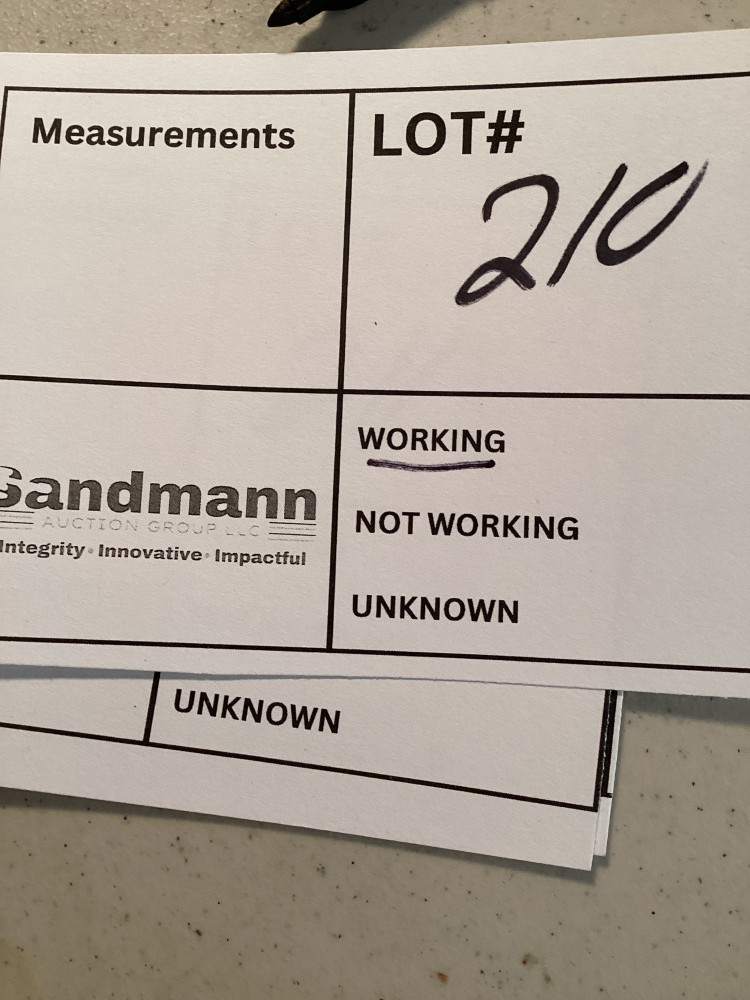 Measurements
LOT#
210
Sandmann
AUCTION GROUP LLC
Integrity • Innovative • Impactful
WORKING
NOT WORKING
UNKNOWN
UNKNOWN